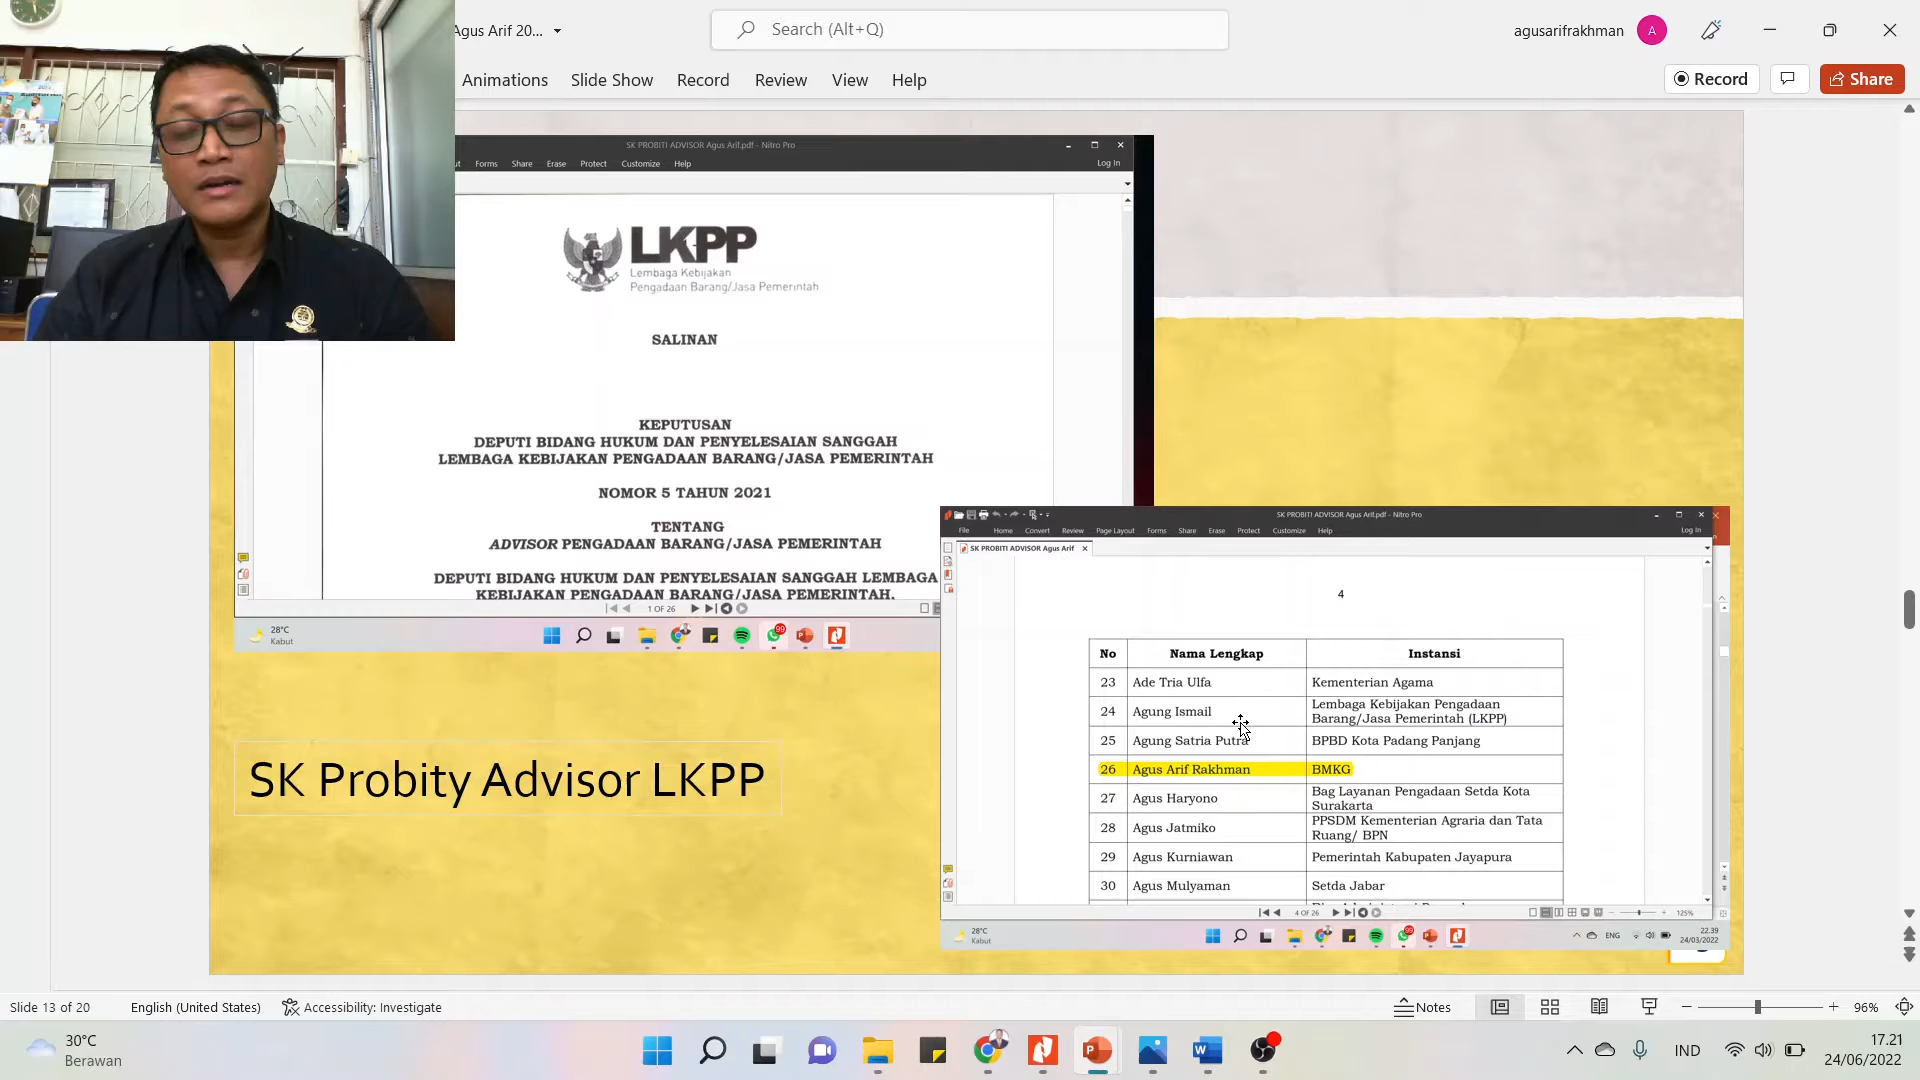 Agus Arif 20...
Search (Alt+Q)
agusarifrakhman
A
Animations
Slide Show
Record
Review
View
Help
Record
Share
SK PROBITI ADVISOR Agus Arif.pdf - Nitro Pro
Forms
Share
Erase
Protect
Customize
Help
Log In
LKPP
Lembaga Kebijakan
Pengadaan Barang/Jasa Pemerintah
SALINAN
KEPUTUSAN
DEPUTI BIDANG HUKUM DAN PENYELESAIAN SANGGAH
LEMBAGA KEBIJAKAN PENGADAAN BARANG/JASA PEMERINTAH
NOMOR 5 TAHUN 2021
TENTANG
ADVISOR PENGADAAN BARANG/JASA PEMERINTAH
DEPUTI BIDANG HUKUM DAN PENYELESAIAN SANGGAH LEMBAGA
KEBIJAKAN PENGADAAN BARANG/JASA PEMERINTAH,
1 OF 26
28°C
Kabut
99
SK PROBITI ADVISOR Agus Arif.pdf - Nitro Pro
File
Home
Convert
Review
Page Layout
Forms
Share
Erase
Protect
Customize
Help
Log In
SK PROBITI ADVISOR Agus Arif
4
No Nama Lengkap Instansi
23 Ade Tria Ulfa Kementerian Agama
24 Agung Ismail Lembaga Kebijakan Pengadaan
Barang/Jasa Pemerintah (LKPP)
25 Agung Satria Putra BPBD Kota Padang Panjang
26 Agus Arif Rakhman BMKG
27 Agus Haryono Bag Layanan Pengadaan Setda Kota
Surakarta
28 Agus Jatmiko PPSDM Kementerian Agraria dan Tata
Ruang/ BPN
29 Agus Kurniawan Pemerintah Kabupaten Jayapura
30 Agus Mulyaman Setda Jabar
4 OF 26
125%
28°C
Kabut
ENG
22.39
24/03/2022
SK Probity Advisor LKPP
Slide 13 of 20
English (United States)
Accessibility: Investigate
Notes
96%
30°C
Berawan
IND
17.21
24/06/2022